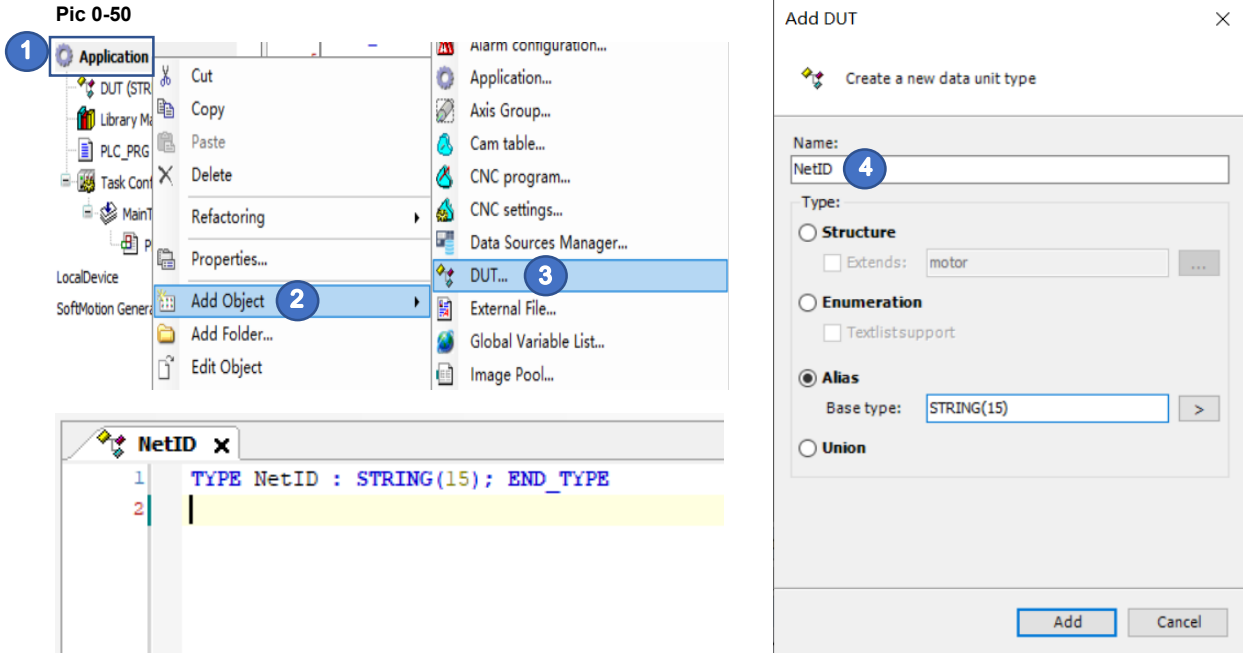 Pic 0-50
1
Application
DUT (STR
Library Ma
PLC_PRG
Task Conf
MainT
P
LocalDevice
SoftMotion Genera
Cut
Copy
Paste
Delete
Refactoring
Properties...
Add Object 2
Add Folder...
Edit Object
Alarm configuration...
Application...
Axis Group...
Cam table...
CNC program...
CNC settings...
Data Sources Manager...
DUT... 3
External File...
Global Variable List...
Image Pool...
NetID
1 TYPE NetID : STRING(15); END_TYPE
2
Add DUT
Create a new data unit type
Name:
NetID 4
Type:
Structure
Extends: motor ...
Enumeration
Textlistsupport
Alias
Base type: STRING(15) >
Union
Add Cancel